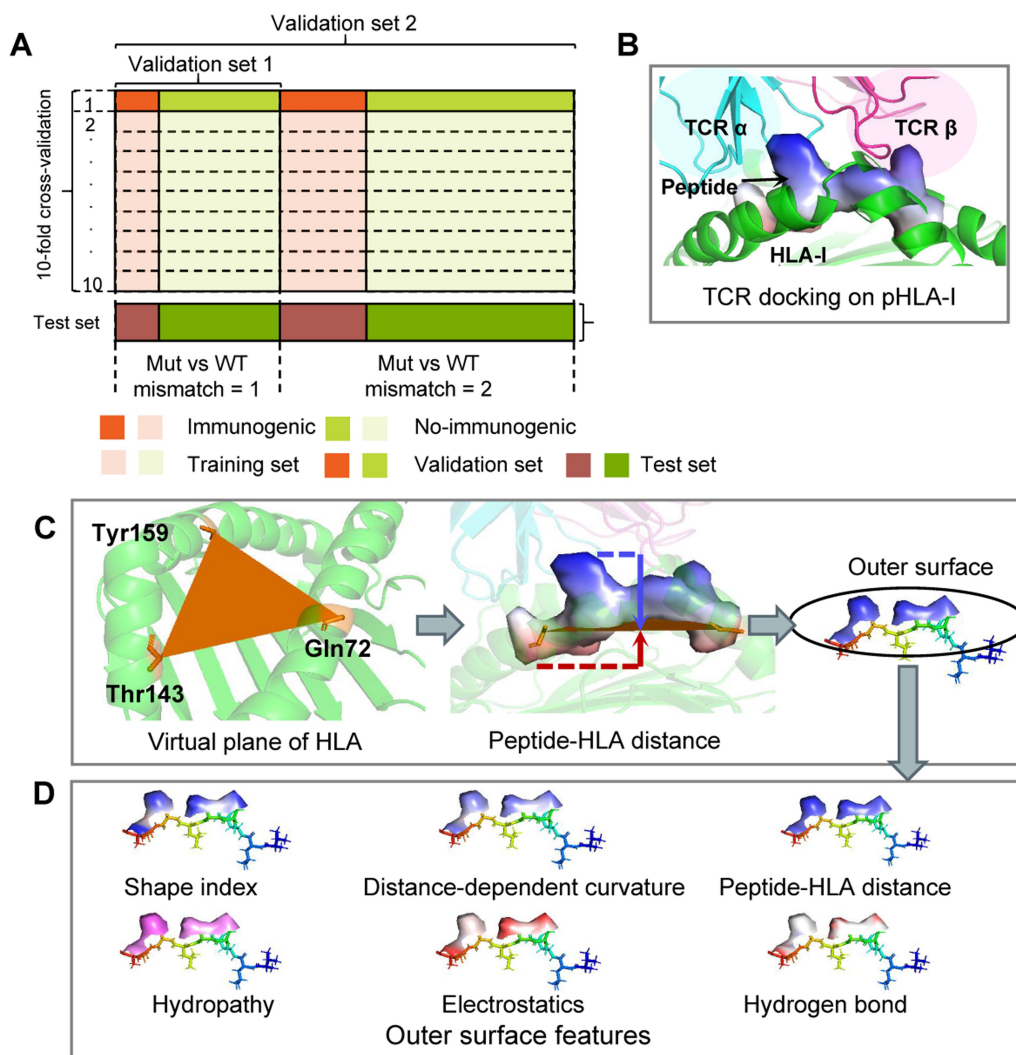 A
Validation set 2
Validation set 1
10-fold cross-validation
1
2
.
.
.
.
.
.
.
10
Test set
Mut vs WT
mismatch = 1
Mut vs WT
mismatch = 2
Immunogenic
No-immunogenic
Training set
Validation set
Test set
B
TCR α
TCR β
Peptide
HLA-I
TCR docking on pHLA-I
C
Tyr159
Gln72
Thr143
Virtual plane of HLA
Peptide-HLA distance
Outer surface
D
Shape index
Distance-dependent curvature
Peptide-HLA distance
Hydropathy
Electrostatics
Hydrogen bond
Outer surface features